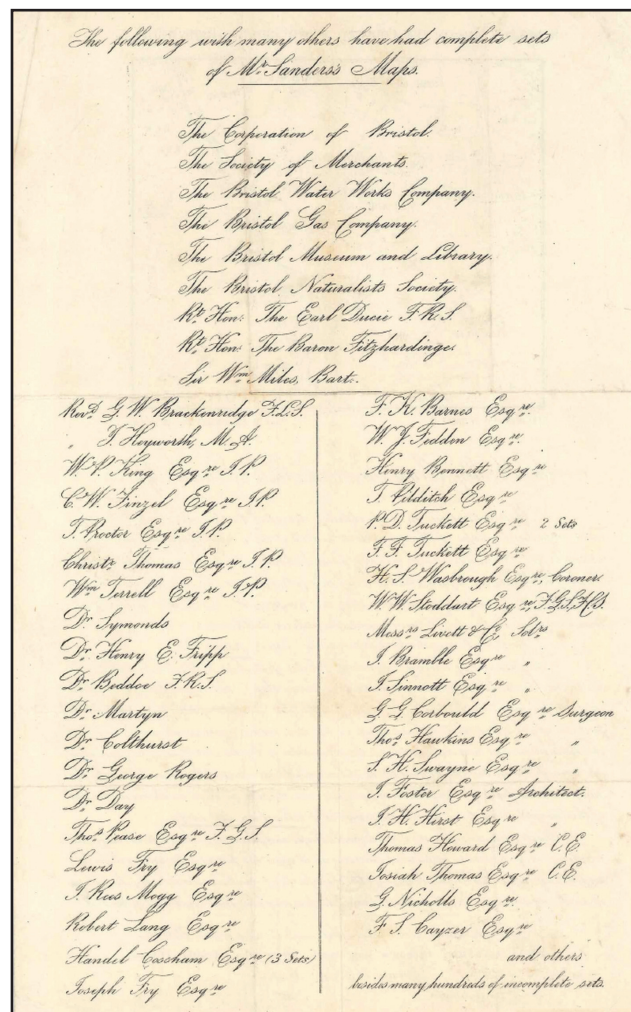 The following with many others have had complete sets
of Mr. Sanders's Maps.
The Corporation of Bristol.
The Society of Merchants.
The Bristol Water Works Company.
The Bristol Gas Company.
The Bristol Museum and Library.
The Bristol Naturalists Society.
Rt. Hon: The Earl Ducie F.R.S.
Rt. Hon: The Baron Fitzhardinge.
Sir Wm. Miles, Bart.
Revd. G. W. Brackenridge F.L.S.
" J. Heyworth, M.A.
W. P. King Esqre J.P.
C. W. Finzel Esqre J.P.
T. Proctor Esqre J.P.
Christr. Thomas Esqre J.P.
Wm. Terrell Esqre J.P.
Dr. Symonds
Dr. Henry E. Fripp
Dr. Beddoe F.R.S.
Dr. Martyn
Dr. Colthurst
Dr. George Rogers
Dr. Day
Thos. Pease Esqre F.G.S.
Lewis Fry Esqre
J. Rees Mogg Esqre
Robert Lang Esqre
Handel Cossham Esqre (3 Sets)
Joseph Fry Esqre
F. K. Barnes Esqre
W. J. Feddon Esqre
Henry Bennett Esqre
T. Pilditch Esqre
P. D. Tuckett Esqre 2 Sets
F. F. Tuckett Esqre
H. S. Wasbrough Esqre, Coroner
W. W. Stoddart Esqre, F.G.S.
Messrs Livett & Co. Solrs
J. Bramble Esqre "
J. Sinnott Esqre "
G. G. Corbould Esqre Surgeon
Thos. Hawkins Esqre "
S. H. Swayne Esqre "
J. Foster Esqre Architect.
J. H. Hirst Esqre "
Thomas Howard Esqre C.E.
Josiah Thomas Esqre C.E.
G. Nicholls Esqre
F. S. Cayzer Esqre
and others
besides many hundreds of incomplete sets.